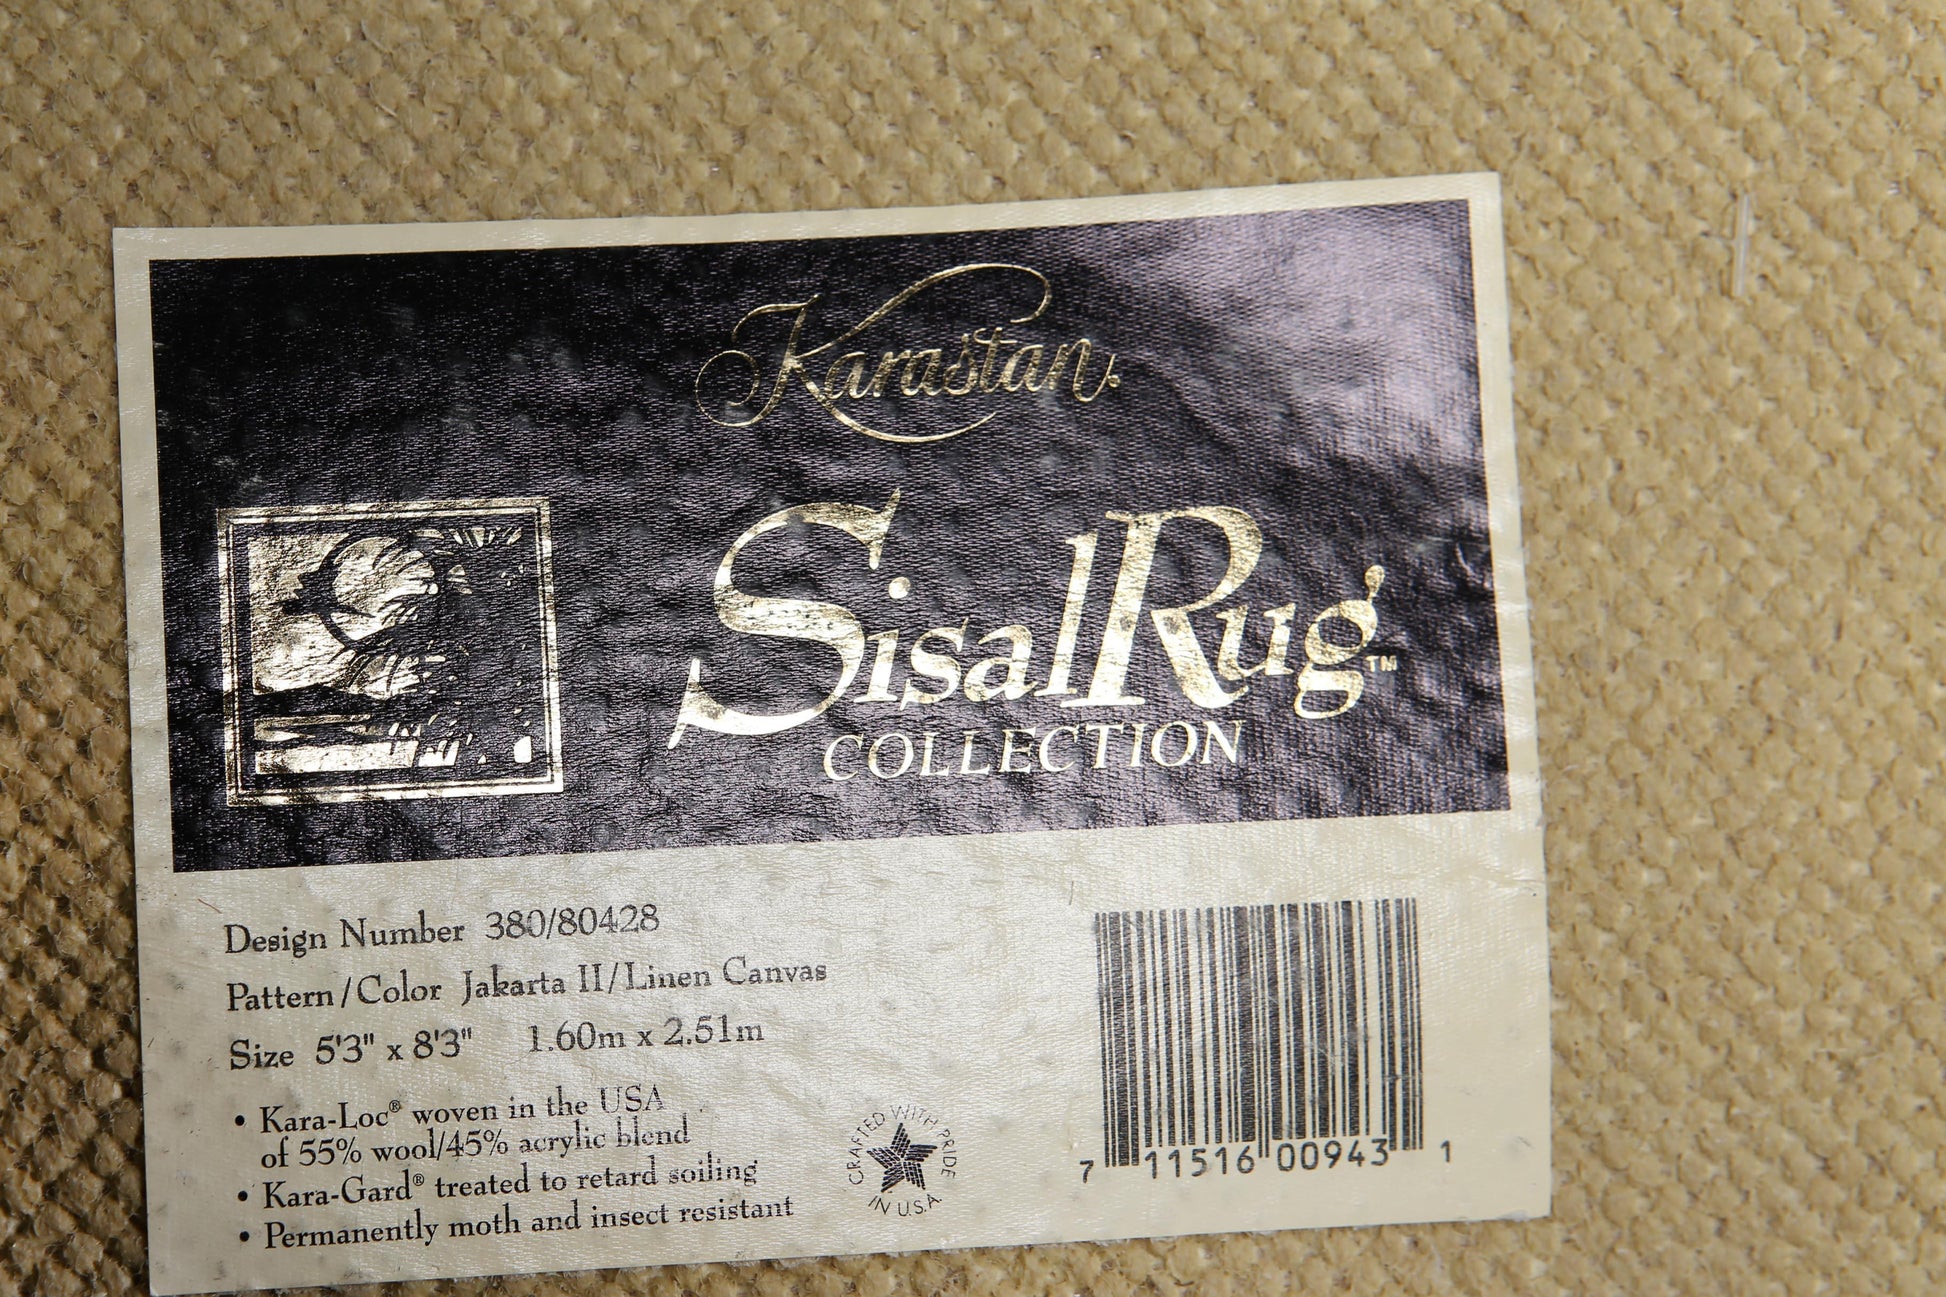 Karastan
SisalRug™
COLLECTION
Design Number 380/80428
Pattern/Color Jakarta II/Linen Canvas
Size 5'3" x 8'3" 1.60m x 2.51m
• Kara-Loc® woven in the USA
of 55% wool/45% acrylic blend
• Kara-Gard® treated to retard soiling
• Permanently moth and insect resistant
CRAFTED WITH PRIDE
IN U.S.A.
7 11516 00943 1